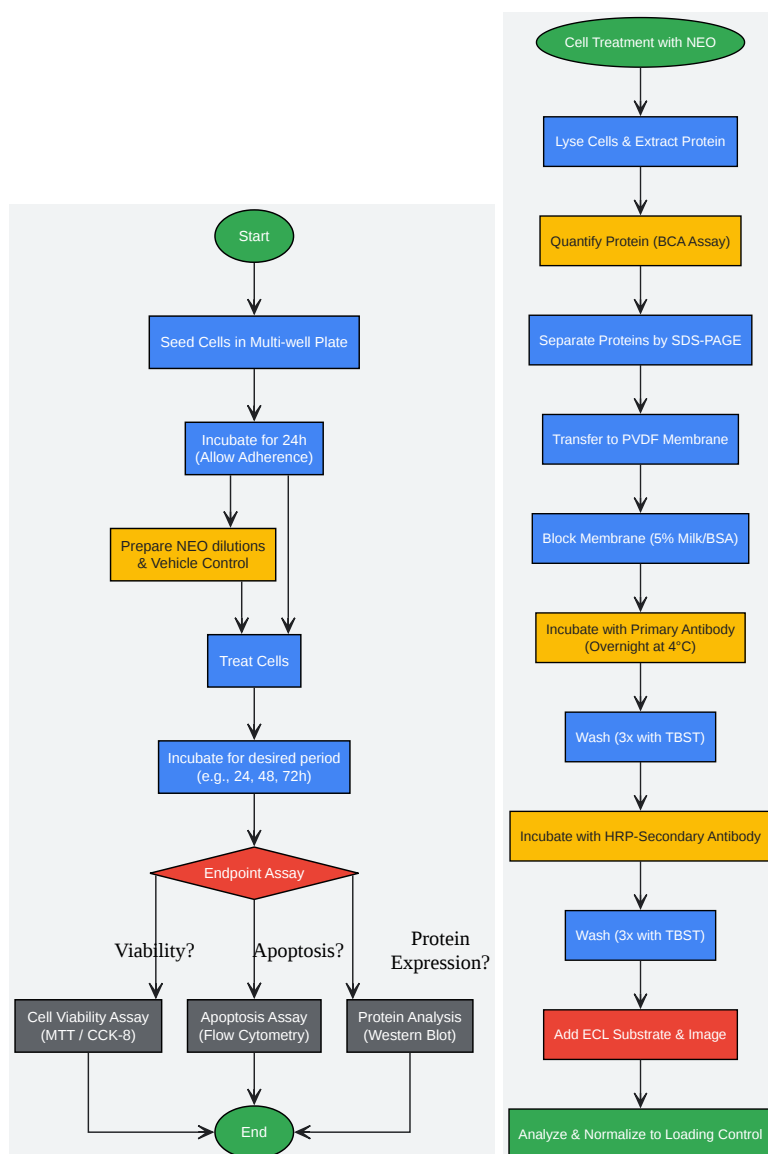 Start
Seed Cells in Multi-well Plate
Incubate for 24h
(Allow Adherence)
Prepare NEO dilutions
& Vehicle Control
Treat Cells
Incubate for desired period
(e.g., 24, 48, 72h)
Endpoint Assay
Viability?
Apoptosis?
Protein
Expression?
Cell Viability Assay
(MTT / CCK-8)
Apoptosis Assay
(Flow Cytometry)
Protein Analysis
(Western Blot)
End
Cell Treatment with NEO
Lyse Cells & Extract Protein
Quantify Protein (BCA Assay)
Separate Proteins by SDS-PAGE
Transfer to PVDF Membrane
Block Membrane (5% Milk/BSA)
Incubate with Primary Antibody
(Overnight at 4°C)
Wash (3x with TBST)
Incubate with HRP-Secondary Antibody
Wash (3x with TBST)
Add ECL Substrate & Image
Analyze & Normalize to Loading Control